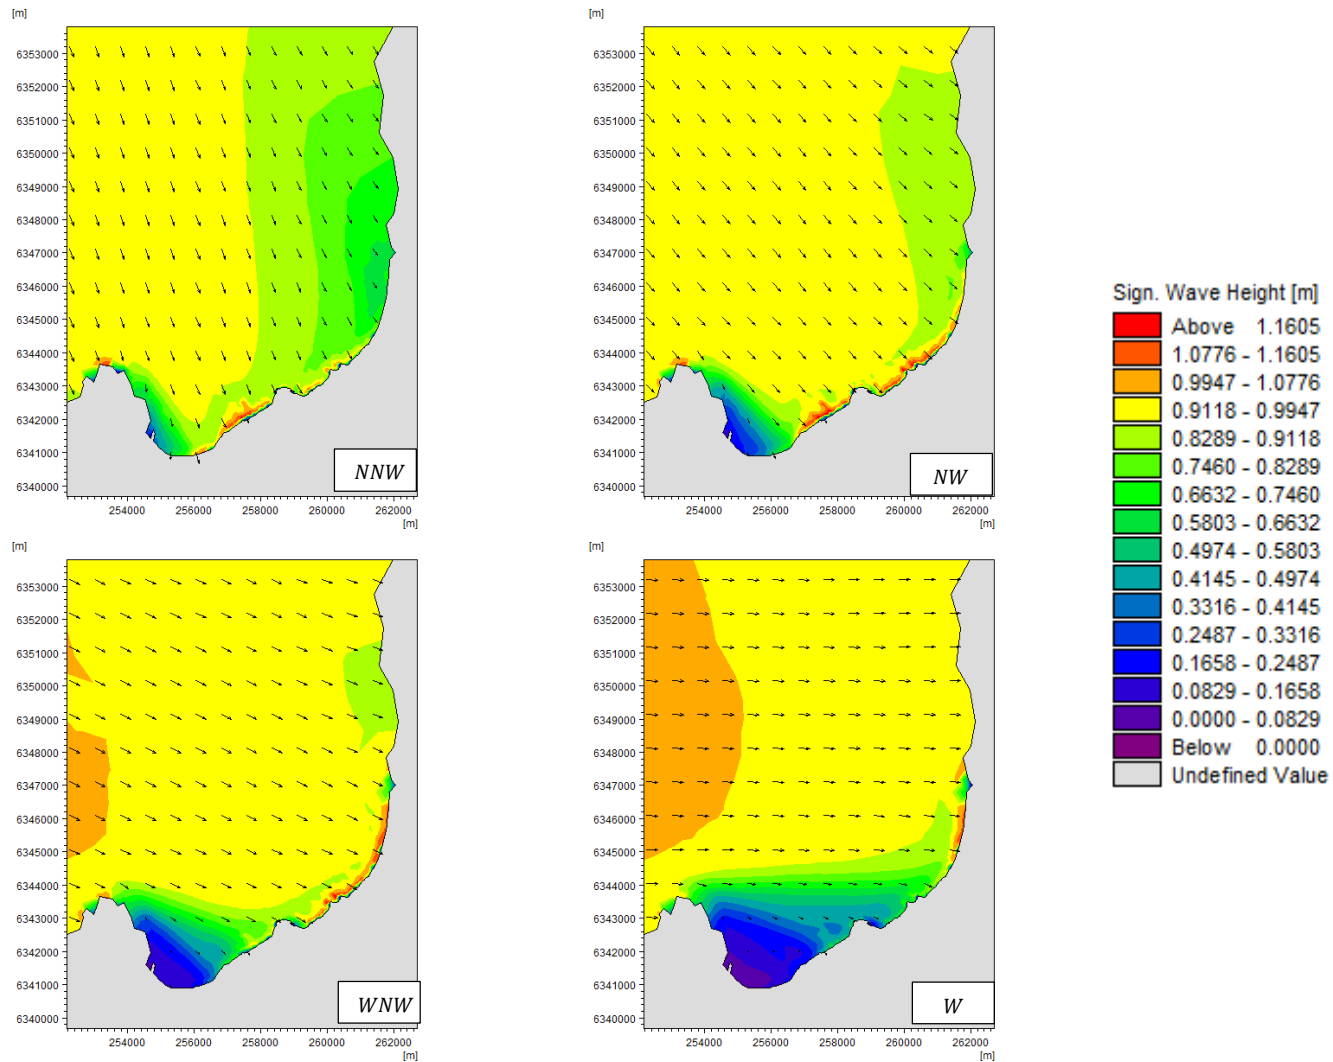 [m]
6353000
6352000
6351000
6350000
6349000
6348000
6347000
6346000
6345000
6344000
6343000
6342000
6341000
6340000
NNW
254000 256000 258000 260000 262000
[m]
[m]
6353000
6352000
6351000
6350000
6349000
6348000
6347000
6346000
6345000
6344000
6343000
6342000
6341000
6340000
NW
254000 256000 258000 260000 262000
[m]
[m]
6353000
6352000
6351000
6350000
6349000
6348000
6347000
6346000
6345000
6344000
6343000
6342000
6341000
6340000
WNW
254000 256000 258000 260000 262000
[m]
[m]
6353000
6352000
6351000
6350000
6349000
6348000
6347000
6346000
6345000
6344000
6343000
6342000
6341000
6340000
W
254000 256000 258000 260000 262000
[m]
Sign. Wave Height [m]
Above 1.1605
1.0776 - 1.1605
0.9947 - 1.0776
0.9118 - 0.9947
0.8289 - 0.9118
0.7460 - 0.8289
0.6632 - 0.7460
0.5803 - 0.6632
0.4974 - 0.5803
0.4145 - 0.4974
0.3316 - 0.4145
0.2487 - 0.3316
0.1658 - 0.2487
0.0829 - 0.1658
0.0000 - 0.0829
Below 0.0000
Undefined Value